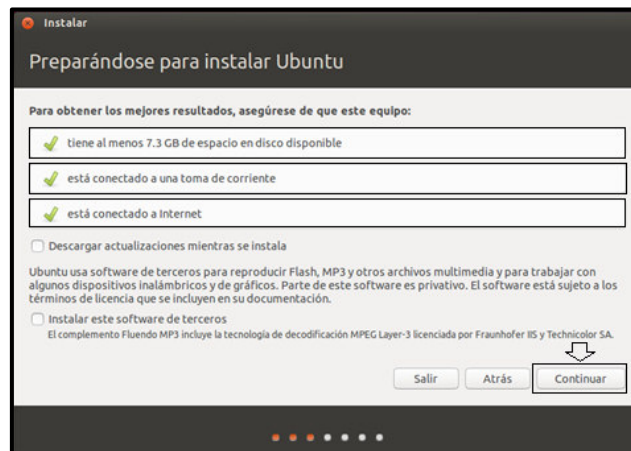 Instalar
Preparándose para instalar Ubuntu
Para obtener los mejores resultados, asegúrese de que este equipo:
tiene al menos 7.3 GB de espacio en disco disponible
está conectado a una toma de corriente
está conectado a Internet
Descargar actualizaciones mientras se instala
Ubuntu usa software de terceros para reproducir Flash, MP3 y otros archivos multimedia y para trabajar con
algunos dispositivos inalámbricos y de gráficos. Parte de este software es privativo. El software está sujeto a los
términos de licencia que se incluyen en su documentación.
Instalar este software de terceros
El complemento Fluendo MP3 incluye la tecnología de decodificación MPEG Layer-3 licenciada por Fraunhofer IIS y Technicolor SA.
Salir Atrás Continuar